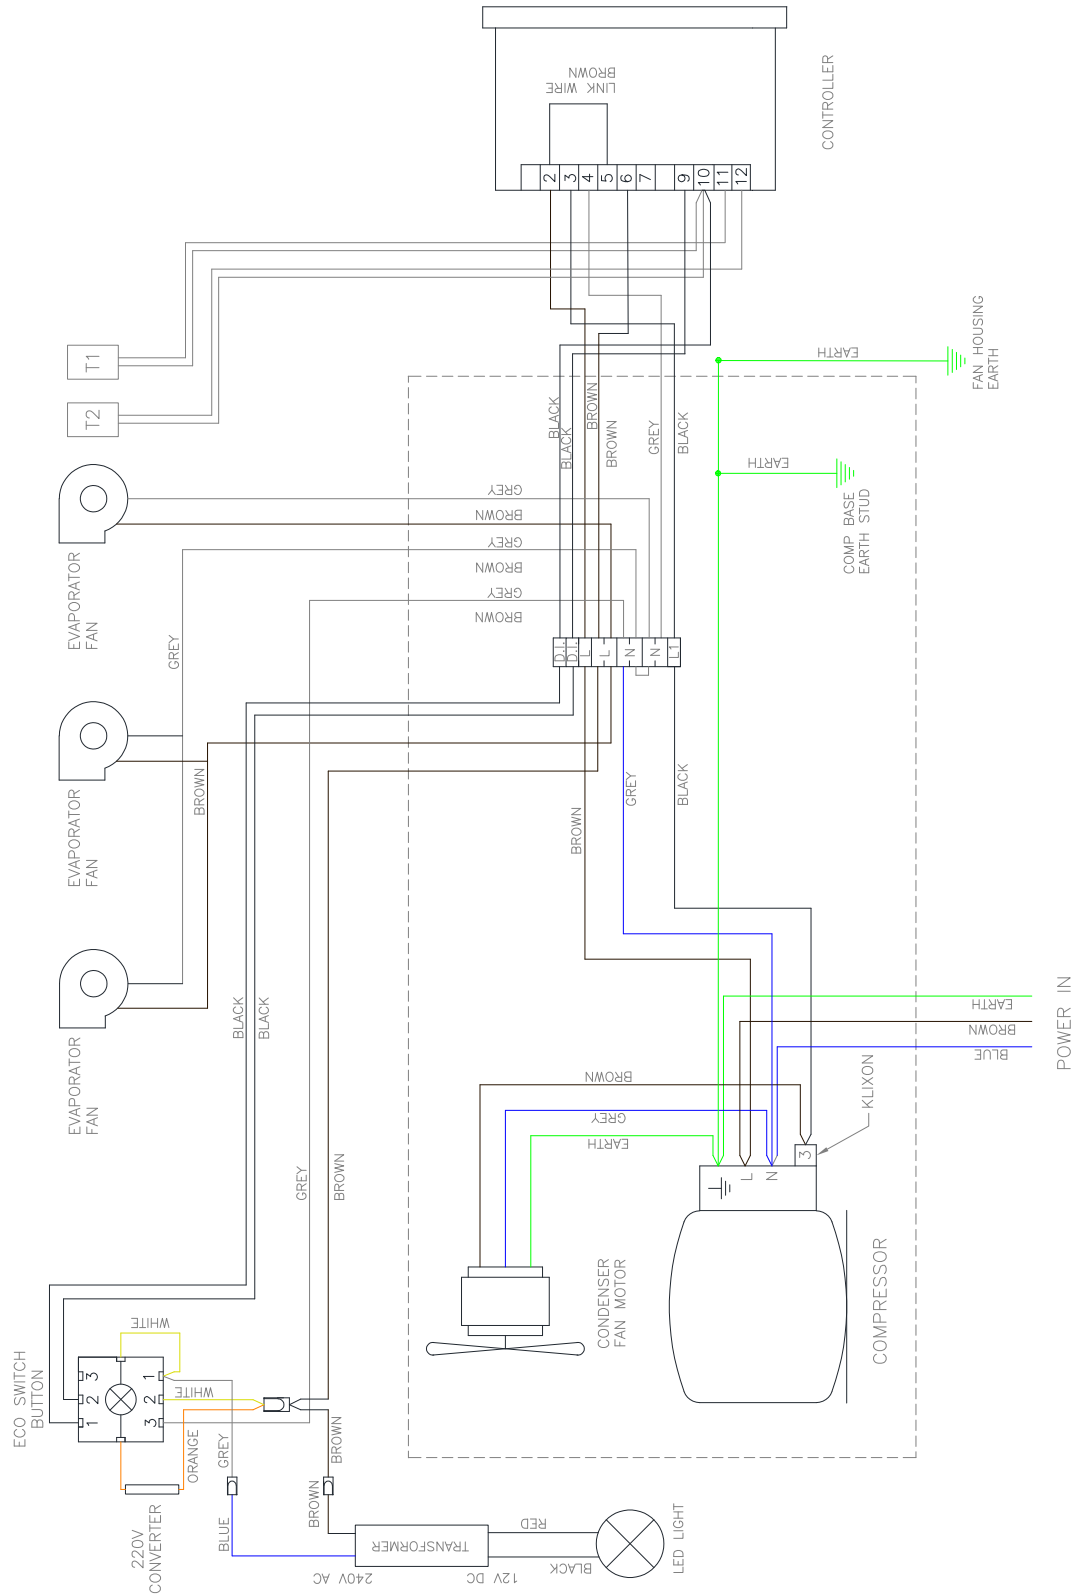 LINK WIRE
BROWN
CONTROLLER
2
3
4
5
6
7
9
10
11
12
T1
T2
EVAPORATOR
FAN
EVAPORATOR
FAN
EVAPORATOR
FAN
GREY
BROWN
GREY
BROWN
GREY
BROWN
GREY
BROWN
BLACK
BLACK
BROWN
BROWN
GREY
BLACK
EARTH
FAN HOUSING
EARTH
EARTH
COMP BASE
EARTH STUD
D.I.
D.I.
L
L
N
N
L1
BROWN
GREY
BLACK
BLACK
BLACK
GREY
BROWN
EARTH
BROWN
BLUE
POWER IN
BROWN
GREY
EARTH
KLIXON
3
L
N
COMPRESSOR
CONDENSER
FAN MOTOR
ECO SWITCH
BUTTON
1
2
3
3
2
1
WHITE
WHITE
ORANGE
GREY
BROWN
220V
CONVERTER
BLUE
BROWN
TRANSFORMER
240V AC
12V DC
RED
BLACK
LED LIGHT